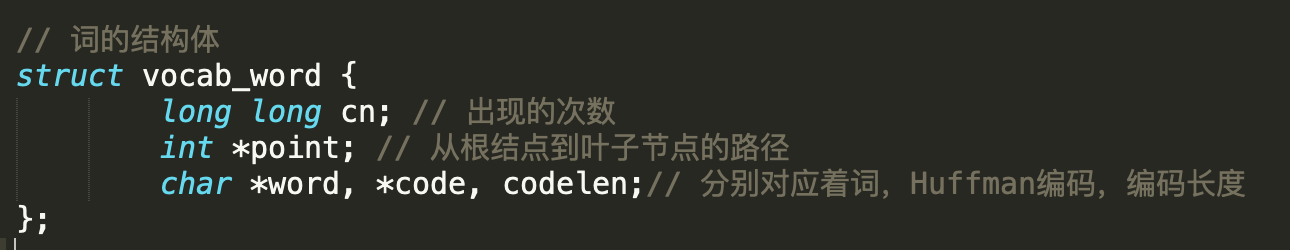 // 词的结构体
struct vocab_word {
        long long cn; // 出现的次数
        int *point; // 从根结点到叶子节点的路径
        char *word, *code, codelen;// 分别对应着词，Huffman编码，编码长度
};